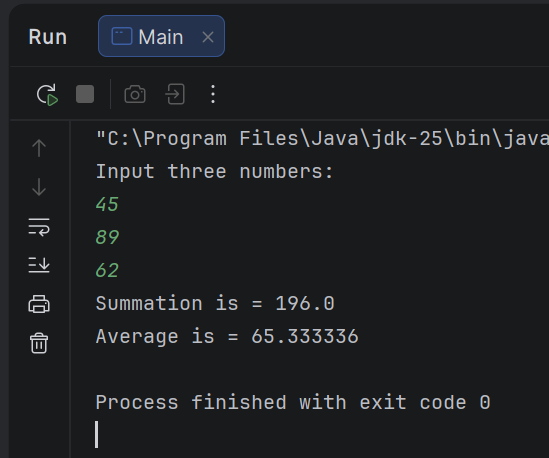 Run Main
"C:\Program Files\Java\jdk-25\bin\java
Input three numbers:
45
89
62
Summation is = 196.0
Average is = 65.333336
Process finished with exit code 0